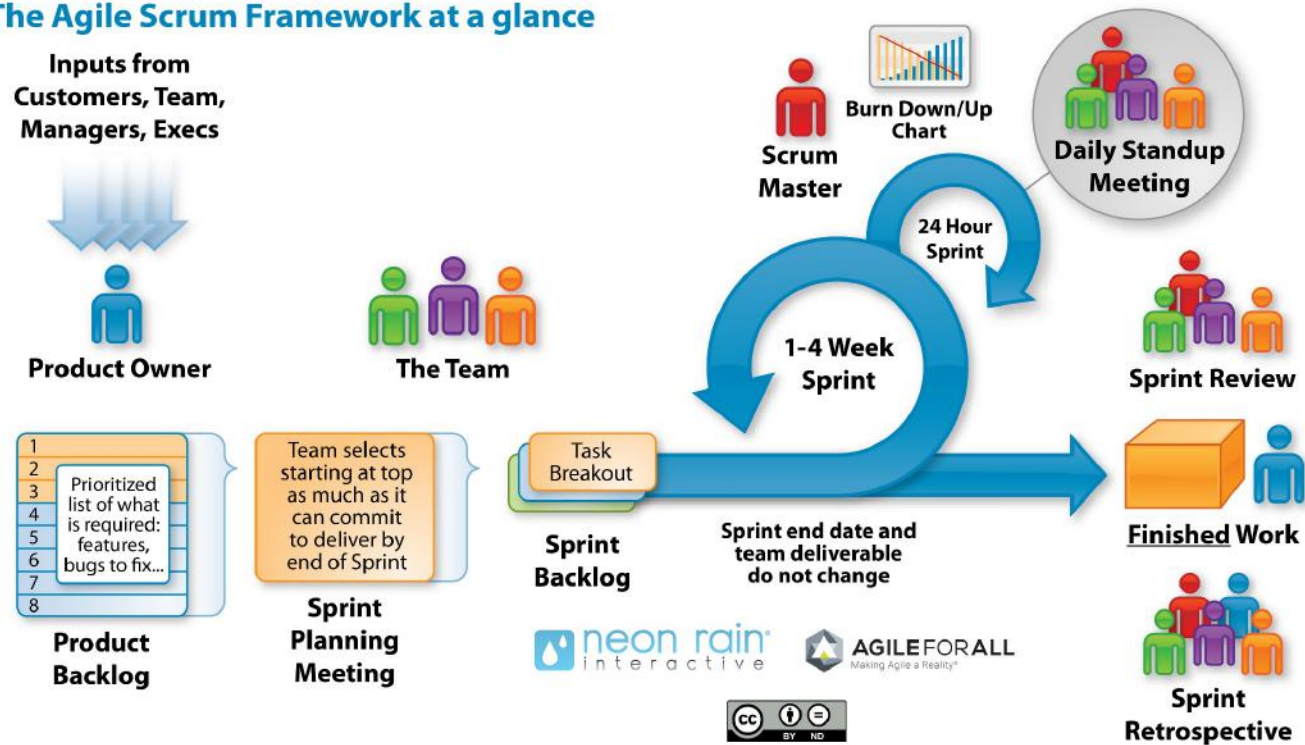 The Agile Scrum Framework at a glance
Inputs from
Customers, Team,
Managers, Execs
Product Owner
The Team
Scrum
Master
Burn Down/Up
Chart
Daily Standup
Meeting
24 Hour
Sprint
1-4 Week
Sprint
Sprint Review
1
2
3
4
5
6
7
8
Prioritized
list of what
is required:
features,
bugs to fix...
Product
Backlog
Team selects
starting at top
as much as it
can commit
to deliver by
end of Sprint
Sprint
Planning
Meeting
Task
Breakout
Sprint
Backlog
Sprint end date and
team deliverable
do not change
Finished Work
Sprint
Retrospective
neon rain
interactive
AGILEFORALL
Making Agile a Reality®
cc
BY ND